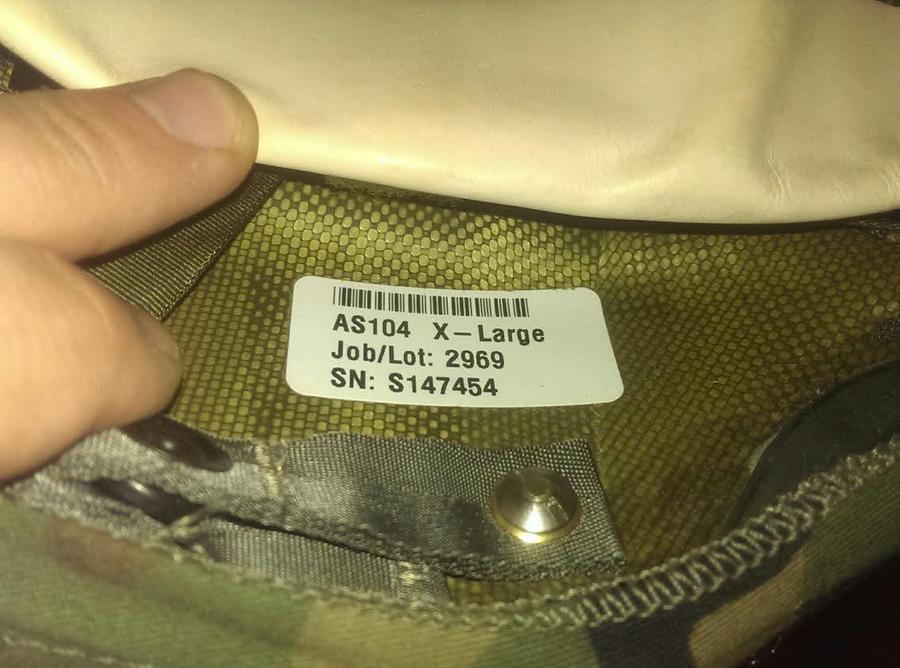 AS104 X-Large
Job/Lot: 2969
SN: S147454